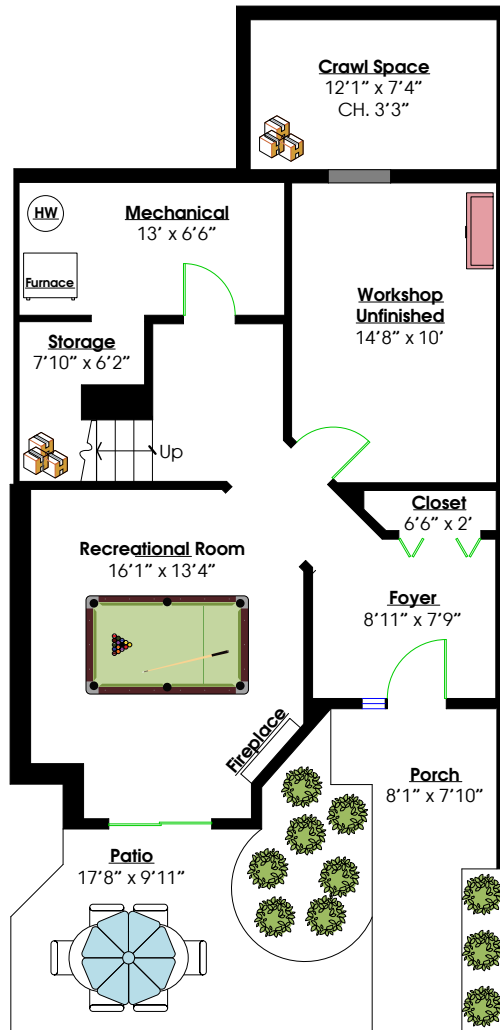 Crawl Space
12'1" x 7'4"
CH. 3'3"
HW
Mechanical
13' x 6'6"
Furnace
Workshop
Unfinished
14'8" x 10'
Storage
7'10" x 6'2"
Up
Closet
6'6" x 2'
Recreational Room
16'1" x 13'4"
Foyer
8'11" x 7'9"
Fireplace
Porch
8'1" x 7'10"
Patio
17'8" x 9'11"